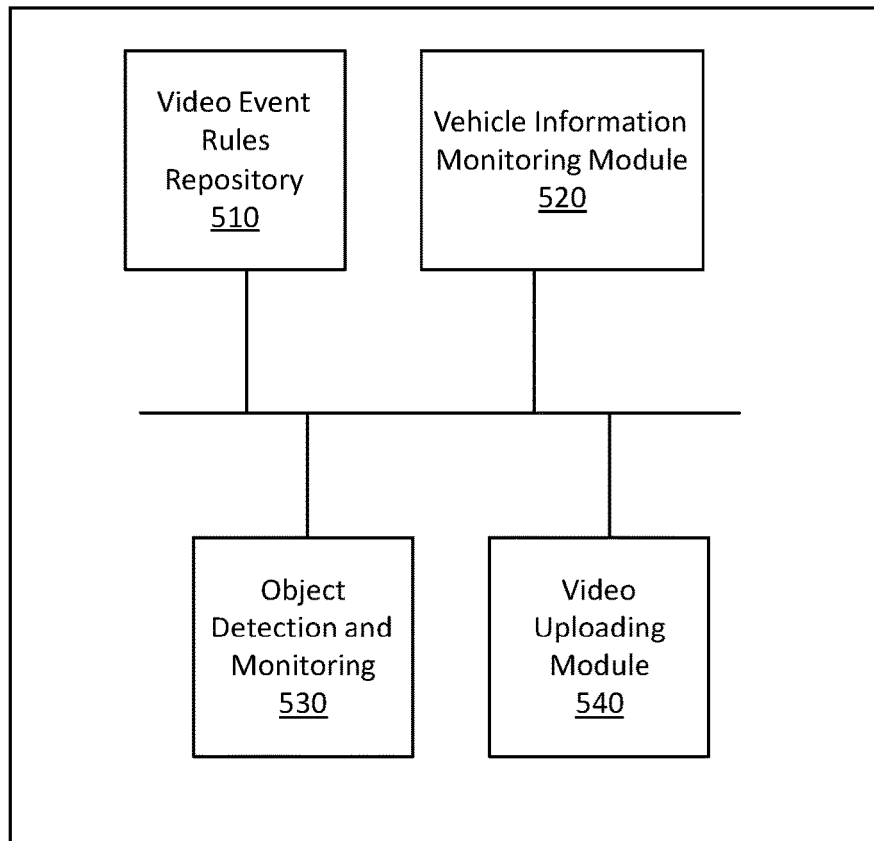 Video Event
Rules
Repository
510
Vehicle Information
Monitoring Module
520
Object
Detection and
Monitoring
530
Video
Uploading
Module
540